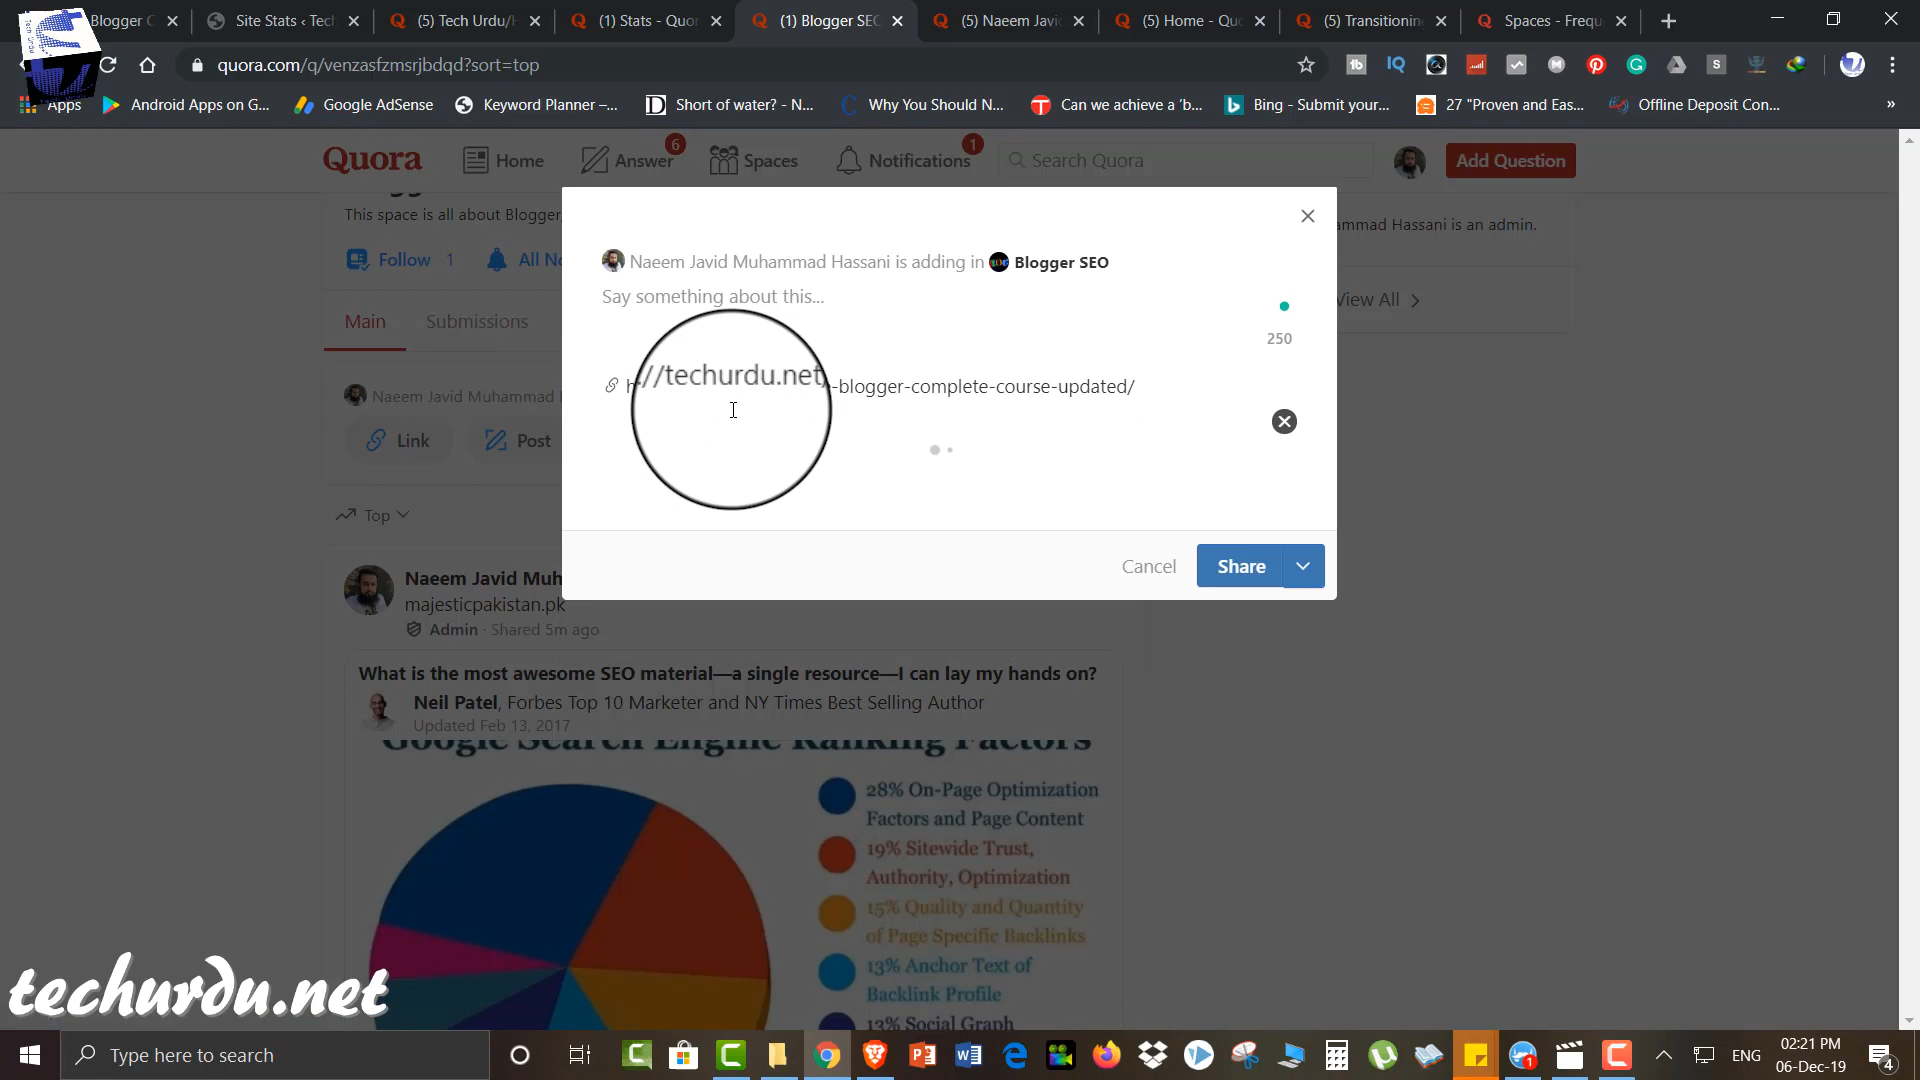 Blogger C
Site Stats ‹ Tech
(5) Tech Urdu/H
(1) Stats - Quor
(1) Blogger SEO
(5) Naeem Javi
(5) Home - Quo
(5) Transitioning
Spaces - Frequ
quora.com/q/venzasfzmsrjbdqd?sort=top
Apps
Android Apps on G...
Google AdSense
Keyword Planner –...
Short of water? - N...
Why You Should N...
Can we achieve a 'b...
Bing - Submit your...
27 "Proven and Eas...
Offline Deposit Con...
»
Quora
Home
Answer
6
Spaces
Notifications
1
Search Quora
Add Question
This space is all about Blogger,
mmad Hassani is an admin.
Follow 1
All No
View All
Main
Submissions
Naeem Javid Muhammad
Link
Post
Top
Naeem Javid Muhammad Hassani is adding in Blogger SEO
Say something about this...
250
://techurdu.net
-blogger-complete-course-updated/
Cancel
Share
Naeem Javid Muh
majesticpakistan.pk
Admin · Shared 5m ago
What is the most awesome SEO material—a single resource—I can lay my hands on?
Neil Patel, Forbes Top 10 Marketer and NY Times Best Selling Author
Updated Feb 13, 2017
Google Search Engine Ranking Factors
28% On-Page Optimization
Factors and Page Content
19% Sitewide Trust,
Authority, Optimization
15% Quality and Quantity
of Page Specific Backlinks
13% Anchor Text of
Backlink Profile
13% Social Graph
techurdu.net
Type here to search
ENG
02:21 PM
06-Dec-19
4